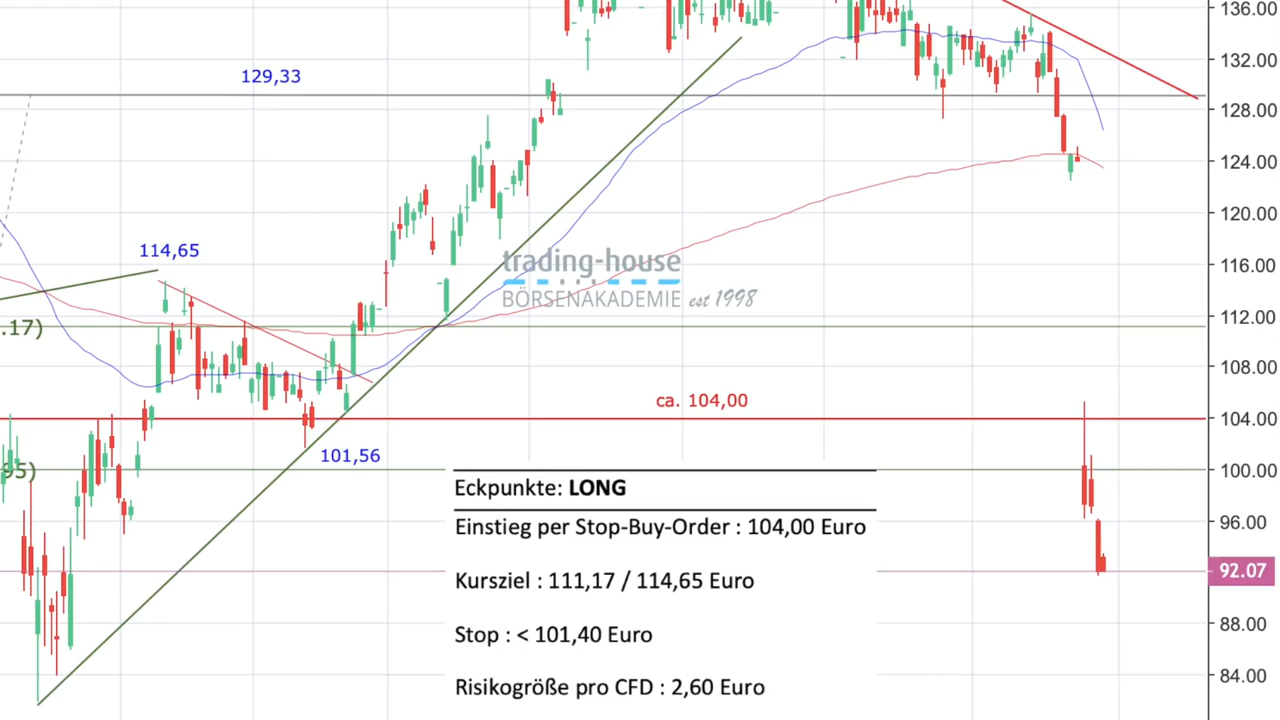 136.00
129,33
132.00
128.00
124.00
120.00
114,65
trading-house
BÖRSENAKADEMIE est 1998
116.00
.17)
112.00
108.00
ca. 104,00
104.00
101,56
95)
100.00
Eckpunkte: LONG
Einstieg per Stop-Buy-Order : 104,00 Euro
96.00
Kursziel : 111,17 / 114,65 Euro
92.07
Stop : < 101,40 Euro
88.00
Risikogröße pro CFD : 2,60 Euro
84.00